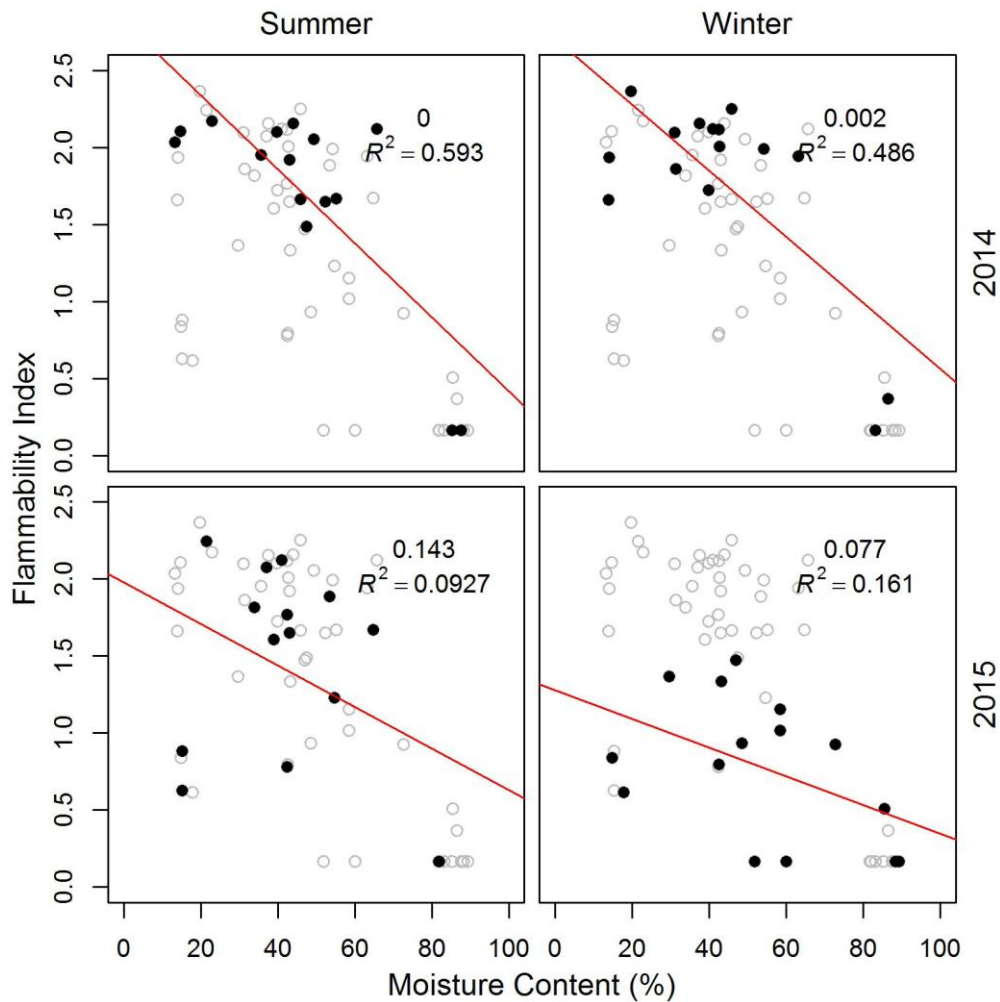 Summer
Winter
2.5
2.0
1.5
1.0
0.5
0.0
0
R² = 0.593
0.002
R² = 0.486
2014
Flammability Index
2.5
2.0
1.5
1.0
0.5
0.0
0.143
R² = 0.0927
0.077
R² = 0.161
2015
0 20 40 60 80 100
0 20 40 60 80 100
Moisture Content (%)